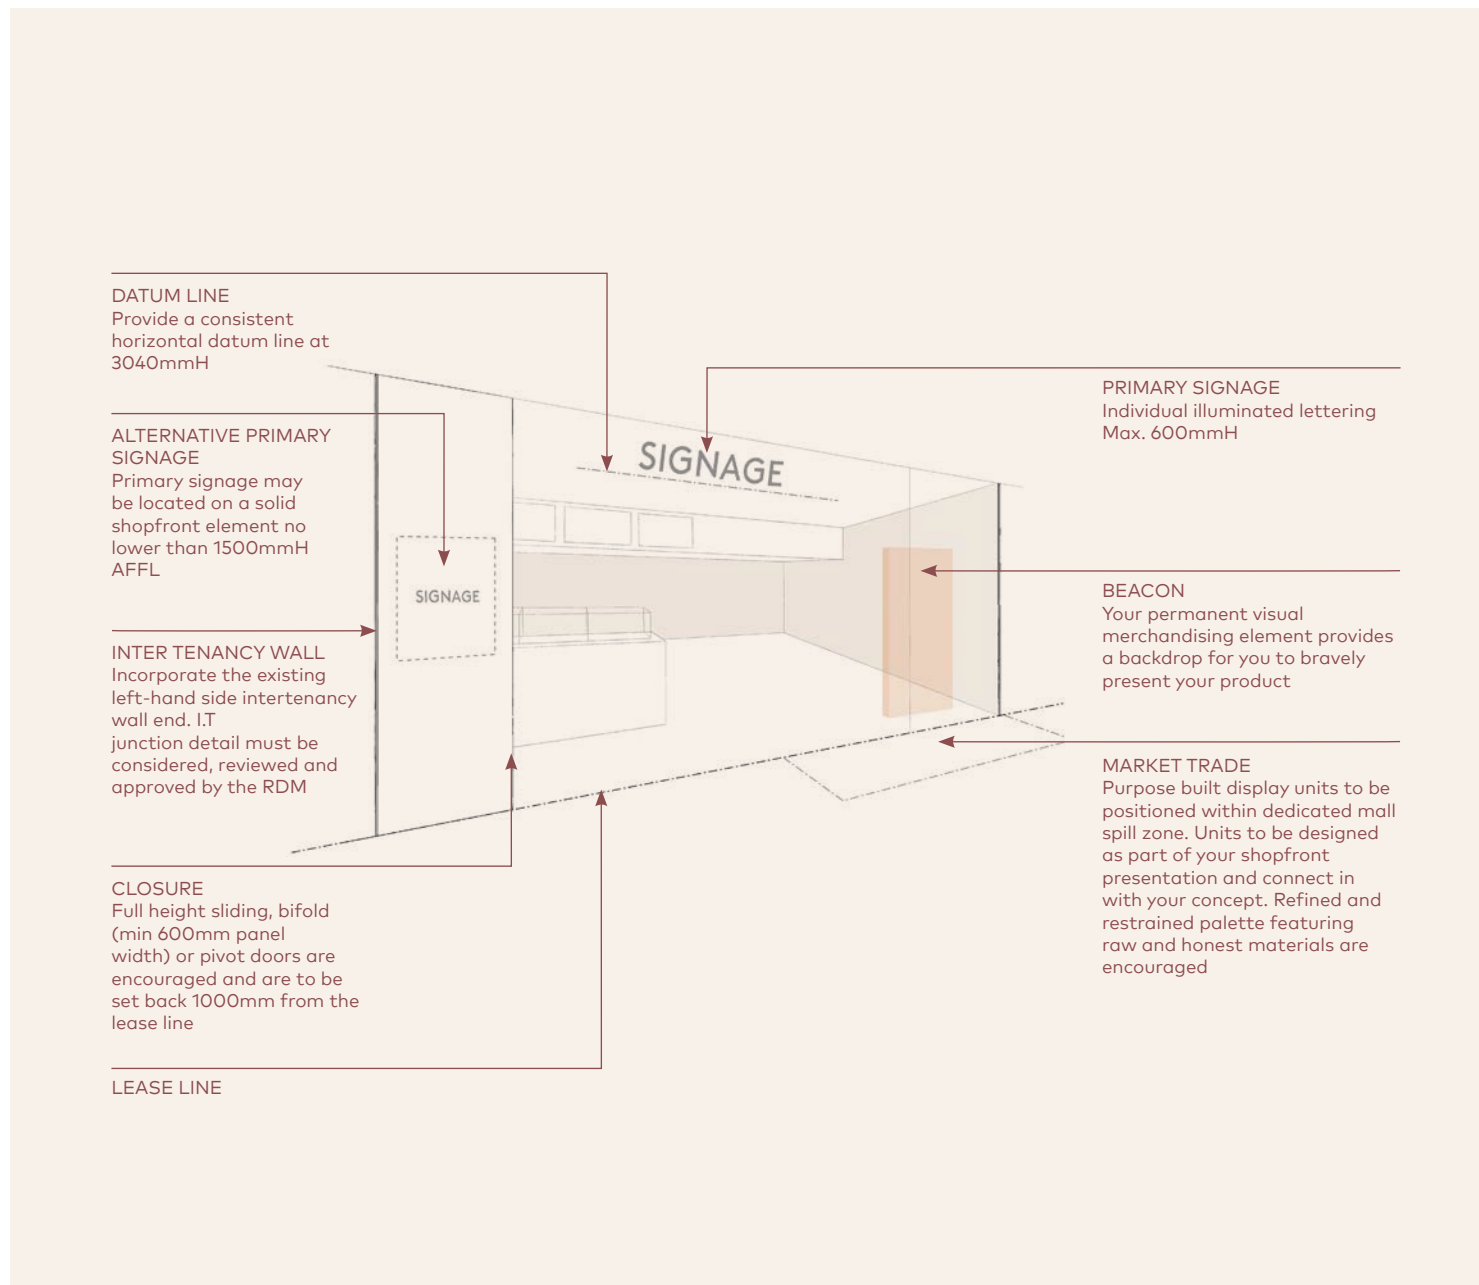 DATUM LINE
Provide a consistent
horizontal datum line at
3040mmH
ALTERNATIVE PRIMARY
SIGNAGE
Primary signage may
be located on a solid
shopfront element no
lower than 1500mmH
AFFL
INTER TENANCY WALL
Incorporate the existing
left-hand side intertenancy
wall end. I.T
junction detail must be
considered, reviewed and
approved by the RDM
CLOSURE
Full height sliding, bifold
(min 600mm panel
width) or pivot doors are
encouraged and are to be
set back 1000mm from the
lease line
LEASE LINE
SIGNAGE
SIGNAGE
PRIMARY SIGNAGE
Individual illuminated lettering
Max. 600mmH
BEACON
Your permanent visual
merchandising element provides
a backdrop for you to bravely
present your product
MARKET TRADE
Purpose built display units to be
positioned within dedicated mall
spill zone. Units to be designed
as part of your shopfront
presentation and connect in
with your concept. Refined and
restrained palette featuring
raw and honest materials are
encouraged